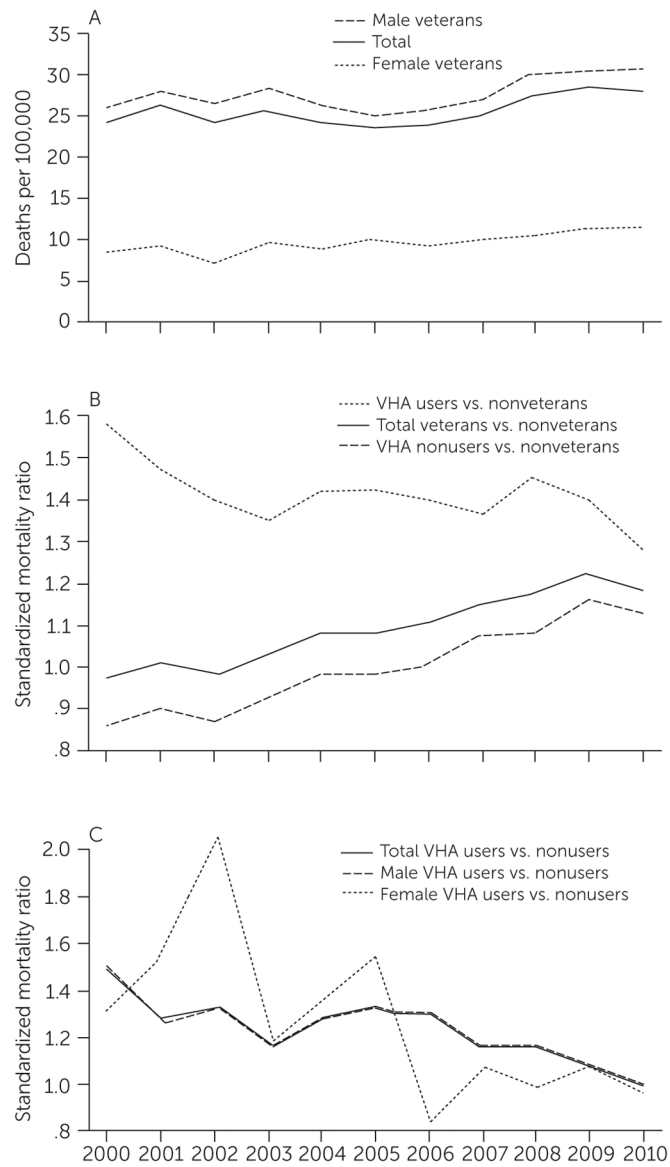 A
Male veterans
Total
Female veterans
Deaths per 100,000
35
30
25
20
15
10
5
0
B
VHA users vs. nonveterans
Total veterans vs. nonveterans
VHA nonusers vs. nonveterans
Standardized mortality ratio
1.6
1.5
1.4
1.3
1.2
1.1
1.0
.9
.8
C
Total VHA users vs. nonusers
Male VHA users vs. nonusers
Female VHA users vs. nonusers
Standardized mortality ratio
2.0
1.8
1.6
1.4
1.2
1.0
.8
2000 2001 2002 2003 2004 2005 2006 2007 2008 2009 2010